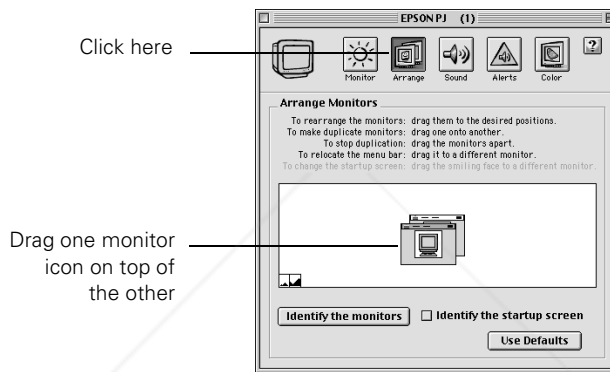 EPSON PJ (1)
Click here
Monitor Arrange Sound Alerts Color ?
Arrange Monitors
To rearrange the monitors: drag them to the desired positions.
To make duplicate monitors: drag one onto another.
To stop duplication: drag the monitors apart.
To relocate the menu bar: drag it to a different monitor.
To change the startup screen: drag the smiling face to a different monitor.
Drag one monitor
icon on top of
the other
Identify the monitors Identify the startup screen
Use Defaults